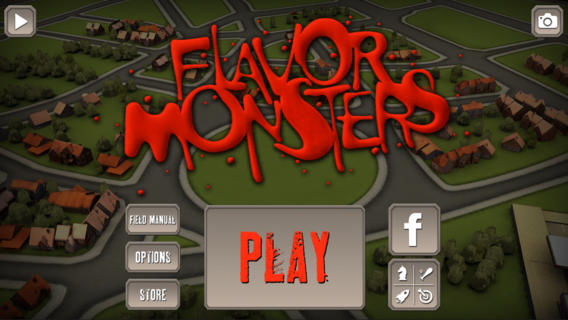 FLAVOR
MONSTERS
FIELD MANUAL
OPTIONS
STORE
PLAY
f